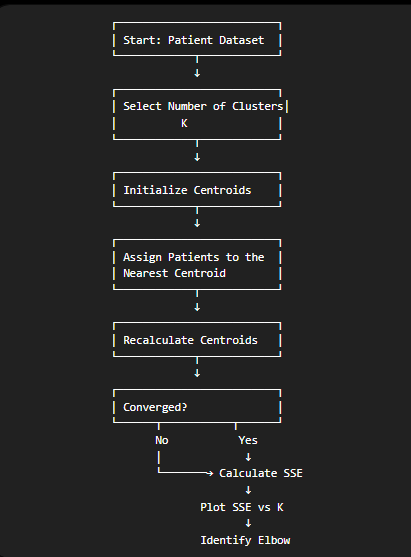 Start: Patient Dataset
Select Number of Clusters
K
Initialize Centroids
Assign Patients to the
Nearest Centroid
Recalculate Centroids
Converged?
No Yes
Calculate SSE
Plot SSE vs K
Identify Elbow